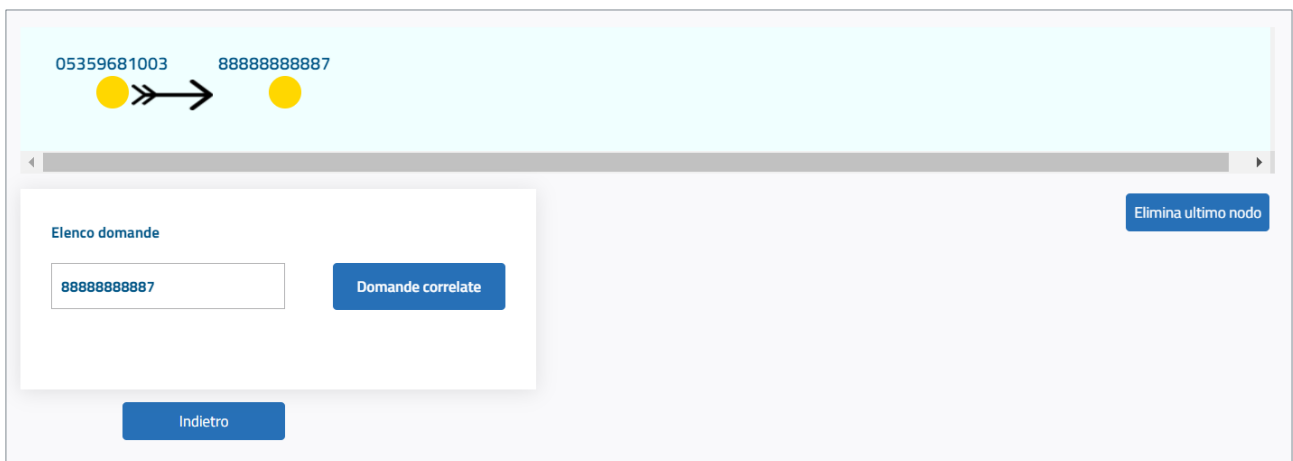 05359681003 88888888887
Elimina ultimo nodo
Elenco domande
88888888887 Domande correlate
Indietro